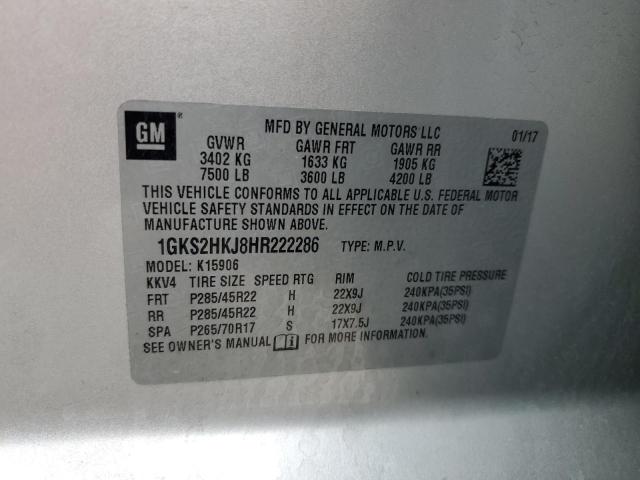 GM
MFD BY GENERAL MOTORS LLC 01/17
GVWR GAWR FRT GAWR RR
3402 KG 1633 KG 1905 KG
7500 LB 3600 LB 4200 LB
THIS VEHICLE CONFORMS TO ALL APPLICABLE U.S. FEDERAL MOTOR
VEHICLE SAFETY STANDARDS IN EFFECT ON THE DATE OF
MANUFACTURE SHOWN ABOVE.
1GKS2HKJ8HR222286 TYPE: M.P.V.
MODEL: K15906
KKV4 TIRE SIZE SPEED RTG RIM COLD TIRE PRESSURE
FRT P285/45R22 H 22X9J 240KPA(35PSI)
RR P285/45R22 H 22X9J 240KPA(35PSI)
SPA P265/70R17 S 17X7.5J 240KPA(35PSI)
SEE OWNER'S MANUAL FOR MORE INFORMATION.